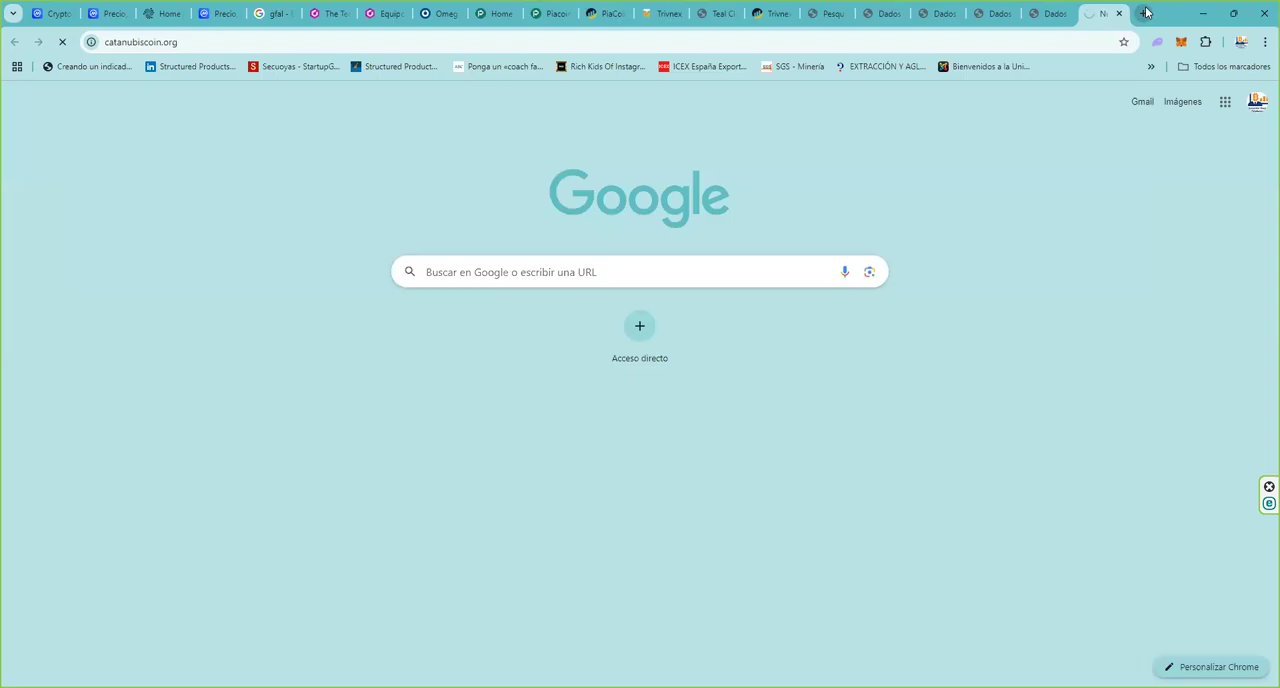 Crypto
Precio
Home
Precio
gfal -
The Te
Equip
Omeg
Home
Piacoi
PiaCoi
Trivnex
Teal Cl
Trivnex
Pesqu
Dados
Dados
Dados
Dados
catanubiscoin.org
Creando un indicad...
Structured Products...
Secuoyas - StartupG...
Structured Product...
Ponga un «coach fa...
Rich Kids Of Instagr...
ICEX España Export...
SGS - Minería
EXTRACCIÓN Y AGL...
Bienvenidos a la Uni...
Todos los marcadores
Gmail
Imágenes
Google
Buscar en Google o escribir una URL
Acceso directo
Personalizar Chrome